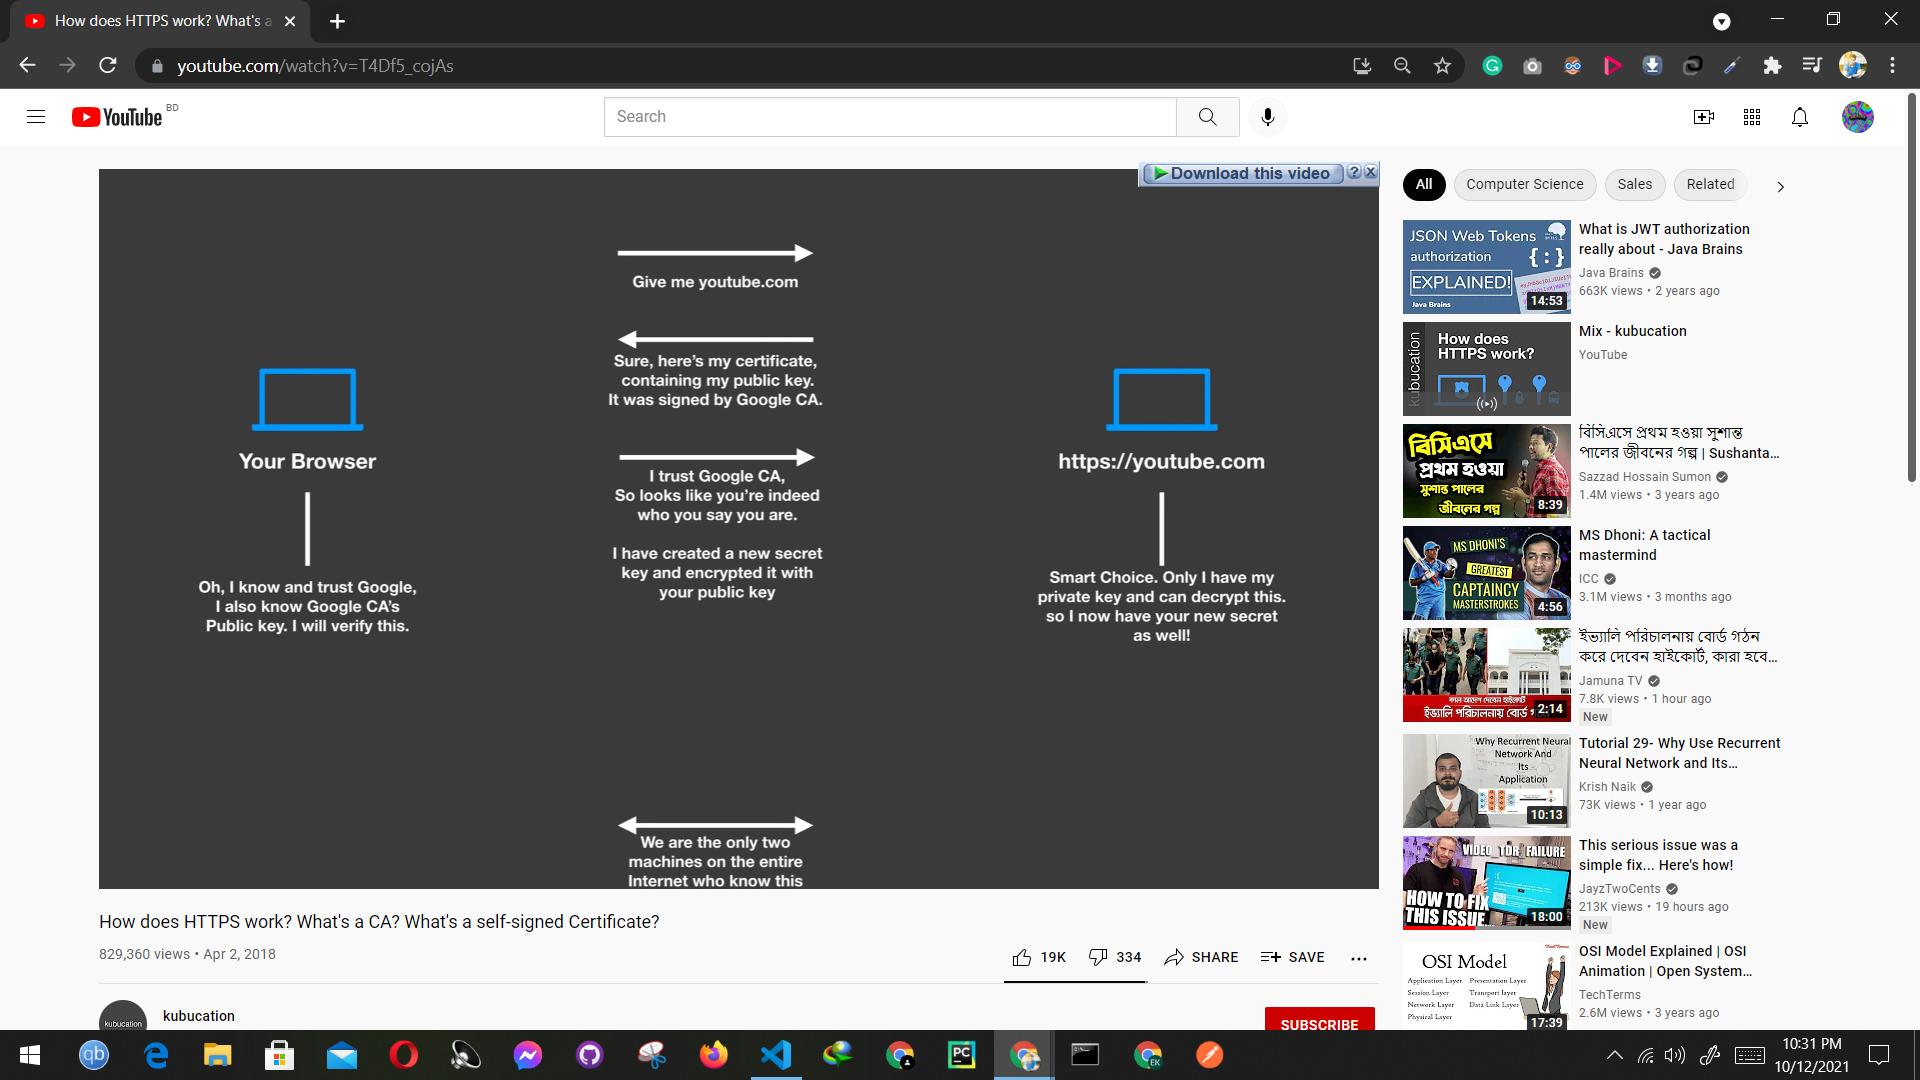 How does HTTPS work? What's a
youtube.com/watch?v=T4Df5_cojAs
YouTube BD
Search
Download this video
All
Computer Science
Sales
Related
Give me youtube.com
Sure, here's my certificate,
containing my public key.
It was signed by Google CA.
Your Browser
https://youtube.com
I trust Google CA,
So looks like you're indeed
who you say you are.
I have created a new secret
key and encrypted it with
your public key
Oh, I know and trust Google,
I also know Google CA's
Public key. I will verify this.
Smart Choice. Only I have my
private key and can decrypt this.
so I now have your new secret
as well!
We are the only two
machines on the entire
Internet who know this
How does HTTPS work? What's a CA? What's a self-signed Certificate?
829,360 views • Apr 2, 2018
19K
334
SHARE
SAVE
kubucation
kubucation
SUBSCRIBE
JSON Web Tokens
authorization
{ : }
EXPLAINED!
Java Brains
14:53
What is JWT authorization
really about - Java Brains
Java Brains
663K views • 2 years ago
kubucation
How does
HTTPS work?
Mix - kubucation
YouTube
বিসিএসে
প্রথম হওয়া
সুশান্ত পালের
জীবনের গল্প
8:39
বিসিএসে প্রথম হওয়া সুশান্ত
পালের জীবনের গল্প | Sushanta...
Sazzad Hossain Sumon
1.4M views • 3 years ago
MS DHONI'S
GREATEST
CAPTAINCY
MASTERSTROKES
4:56
MS Dhoni: A tactical
mastermind
ICC
3.1M views • 3 months ago
ইভ্যালি পরিচালনায় বোর্ড গ
2:14
ইভ্যালি পরিচালনায় বোর্ড গঠন
করে দেবেন হাইকোর্ট, কারা হবে...
Jamuna TV
7.8K views • 1 hour ago
New
Why Recurrent Neural
Network And
Its
Application
10:13
Tutorial 29- Why Use Recurrent
Neural Network and Its...
Krish Naik
73K views • 1 year ago
VIDEO TDR FAILURE
HOW TO FIX
THIS ISSUE
18:00
This serious issue was a
simple fix... Here's how!
JayzTwoCents
213K views • 19 hours ago
New
OSI Model
Application Layer
Presentation Layer
Session Layer
Transport layer
Network Layer
Data Link Layer
Physical Layer
17:39
OSI Model Explained | OSI
Animation | Open System...
TechTerms
2.6M views • 3 years ago
qb
PC
EK
10:31 PM
10/12/2021